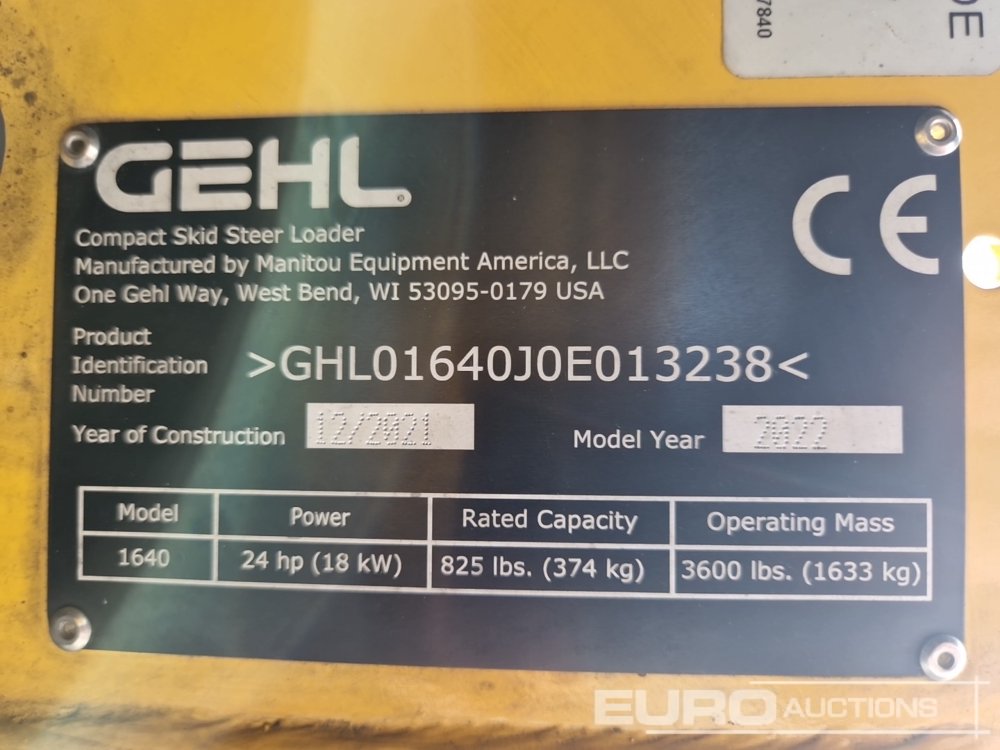 7840
DE
GEHL®
CE
Compact Skid Steer Loader
Manufactured by Manitou Equipment America, LLC
One Gehl Way, West Bend, WI 53095-0179 USA
Product
Identification
Number
>GHL01640J0E013238<
Year of Construction 12/2021 Model Year 2022
Model Power Rated Capacity Operating Mass
1640 24 hp (18 kW) 825 lbs. (374 kg) 3600 lbs. (1633 kg)
EURO AUCTIONS